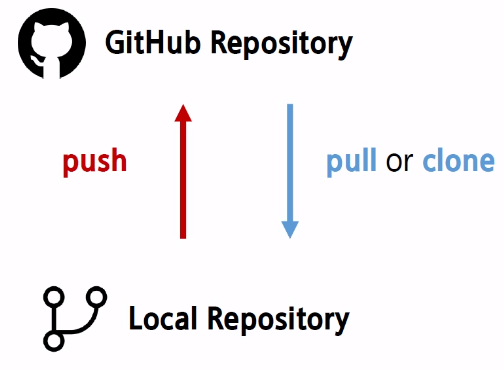 GitHub Repository
push
pull or clone
Local Repository